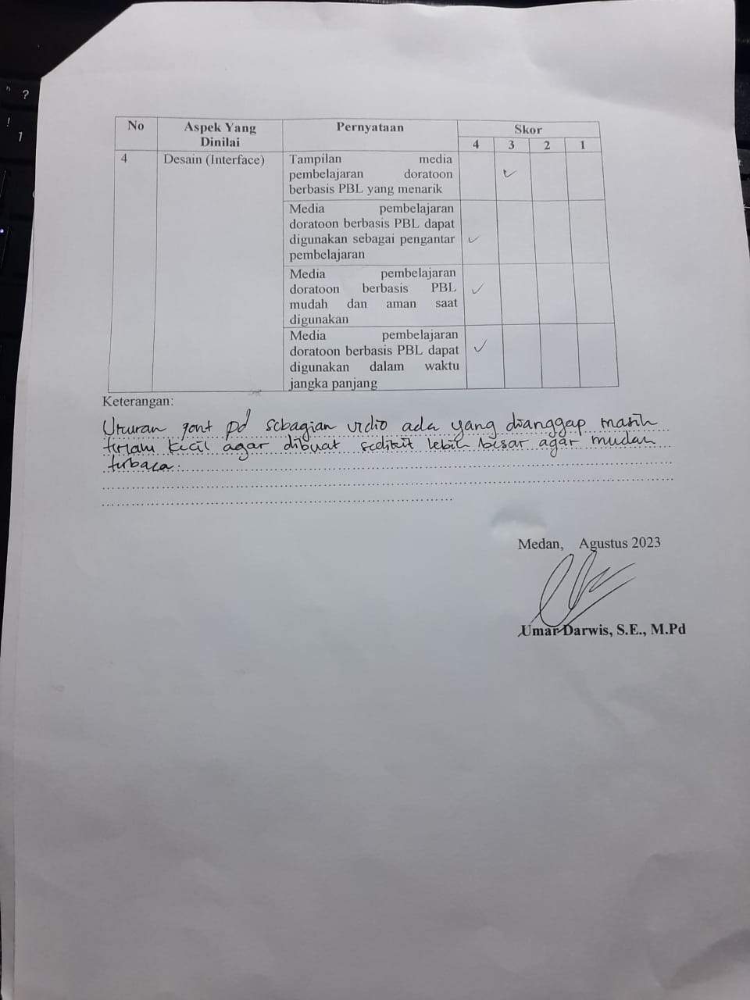 No
Aspek Yang
Dinilai
Pernyataan
Skor
4 3 2 1
4
Desain (Interface)
Tampilan media
pembelajaran doratoon
berbasis PBL yang menarik
✓
Media pembelajaran
doratoon berbasis PBL dapat
digunakan sebagai pengantar
pembelajaran
✓
Media pembelajaran
doratoon berbasis PBL
mudah dan aman saat
digunakan
✓
Media pembelajaran
doratoon berbasis PBL dapat
digunakan dalam waktu
jangka panjang
✓
Keterangan:
Ukuran font pd sebagian vidio ada yang dianggap masih
terlalu kecil agar dibuat sedikit lebih besar agar mudah
terbaca.
Medan, Agustus 2023
Umar Darwis, S.E., M.Pd
" ?
!
1